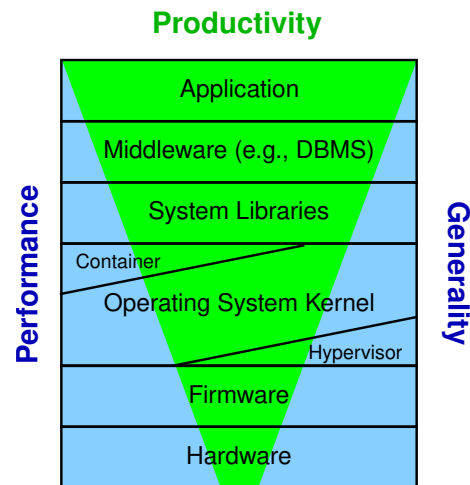 Productivity
Application
Middleware (e.g., DBMS)
System Libraries
Container
Operating System Kernel
Hypervisor
Firmware
Hardware
Performance
Generality